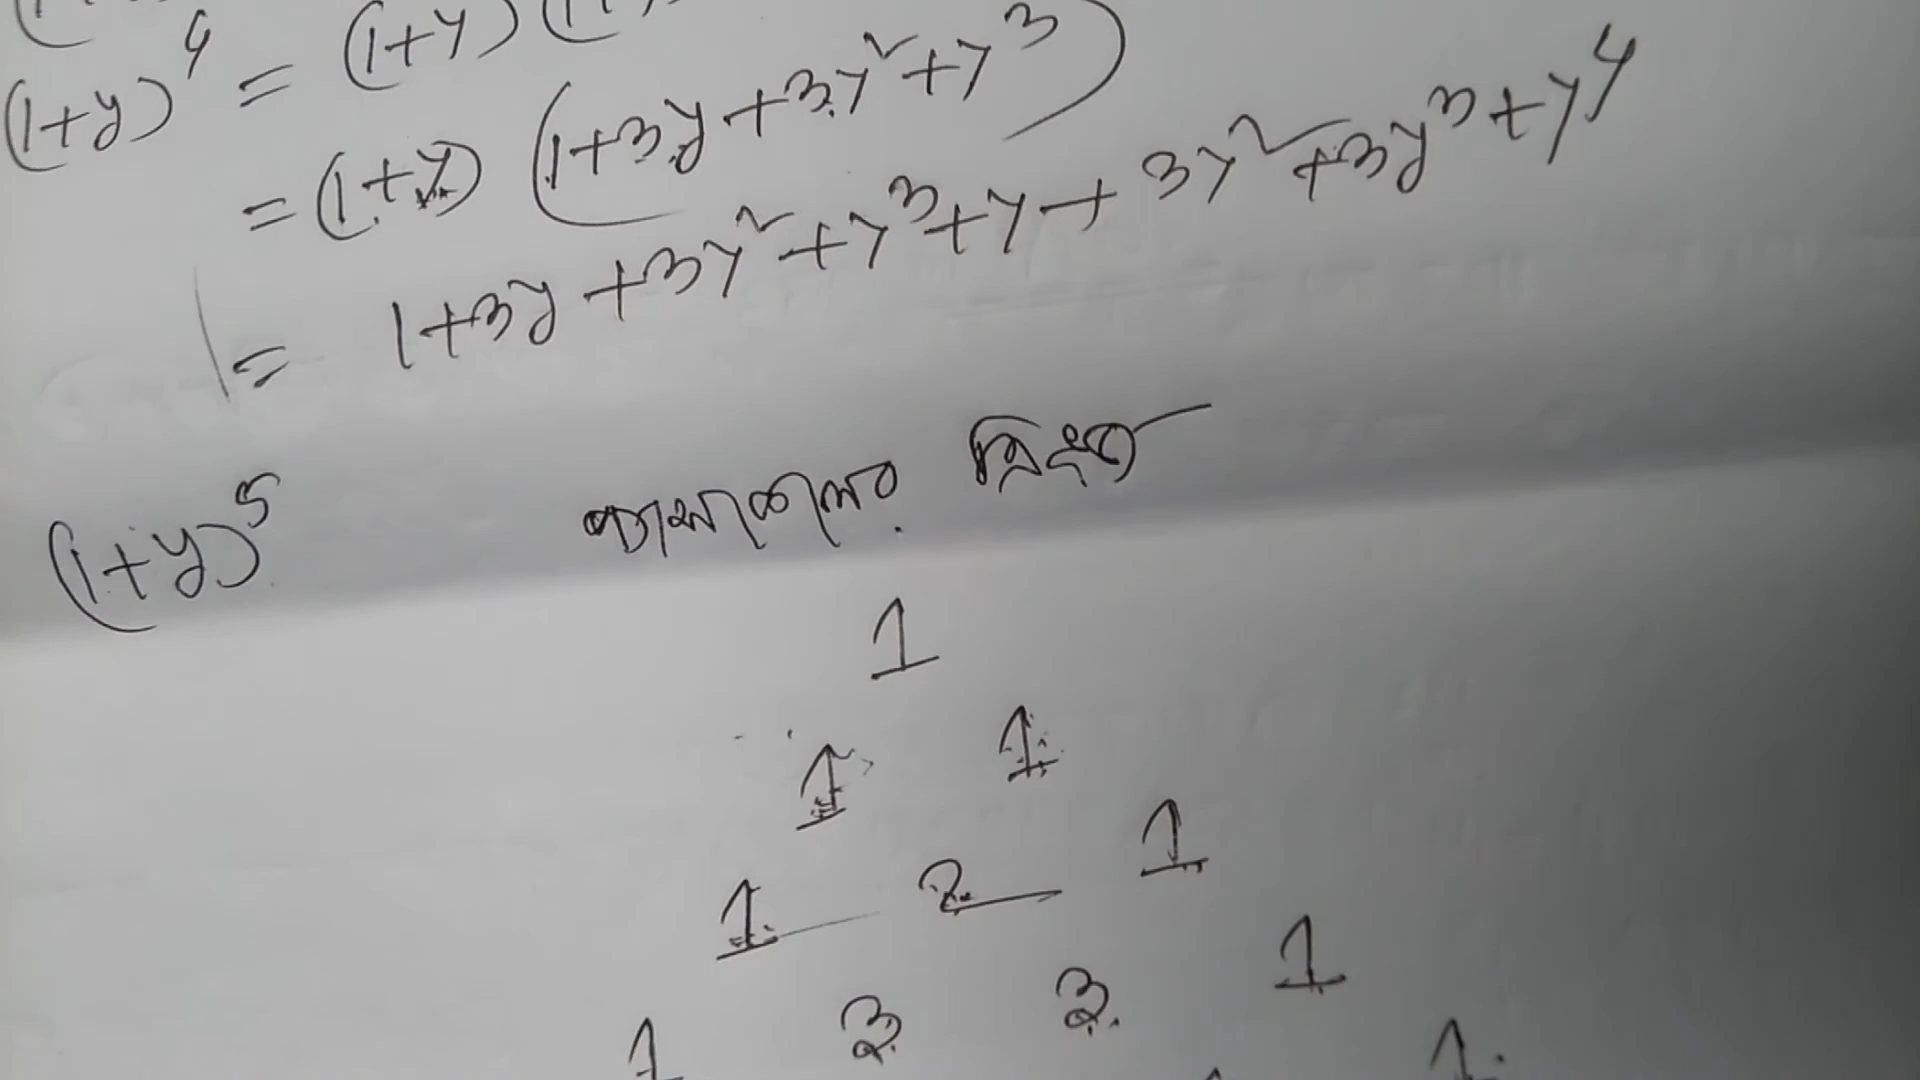 (1+y)⁴ = (1+y)
= (1+y) (1+3y+3y²+y³)
= 1+3y+3y²+y³+y+3y²+3y³+y⁴
(1+y)⁵ প্যাসকেলের ত্রিভুজ
1
1 1
1 2 1
1 3 3 1
1